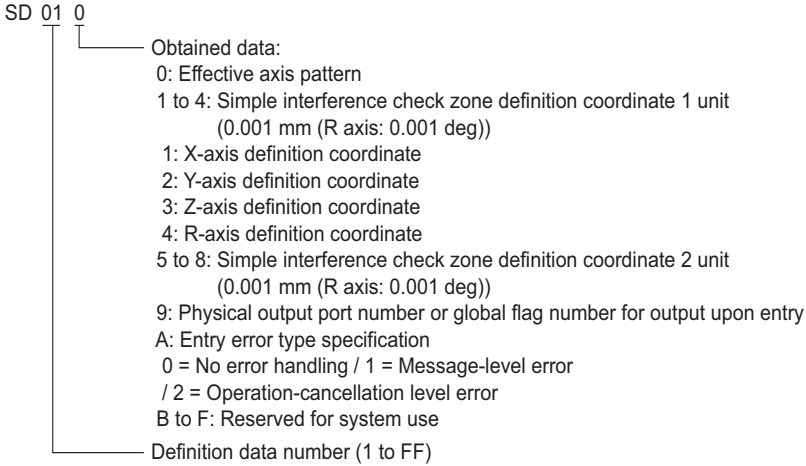 SD 01 0
Obtained data:
0: Effective axis pattern
1 to 4: Simple interference check zone definition coordinate 1 unit
(0.001 mm (R axis: 0.001 deg))
1: X-axis definition coordinate
2: Y-axis definition coordinate
3: Z-axis definition coordinate
4: R-axis definition coordinate
5 to 8: Simple interference check zone definition coordinate 2 unit
(0.001 mm (R axis: 0.001 deg))
9: Physical output port number or global flag number for output upon entry
A: Entry error type specification
0 = No error handling / 1 = Message-level error
/ 2 = Operation-cancellation level error
B to F: Reserved for system use
Definition data number (1 to FF)